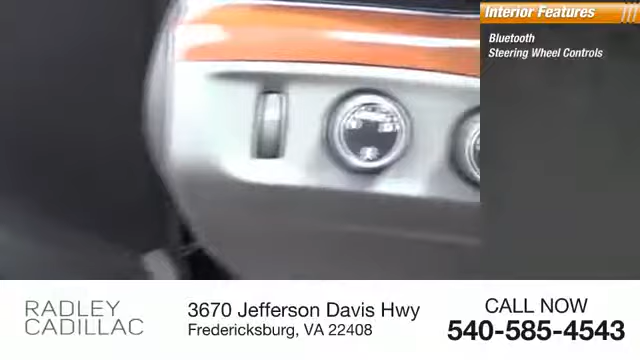 Interior Features
Bluetooth
Steering Wheel Controls
RADLEY
CADILLAC
3670 Jefferson Davis Hwy
Fredericksburg, VA 22408
CALL NOW
540-585-4543